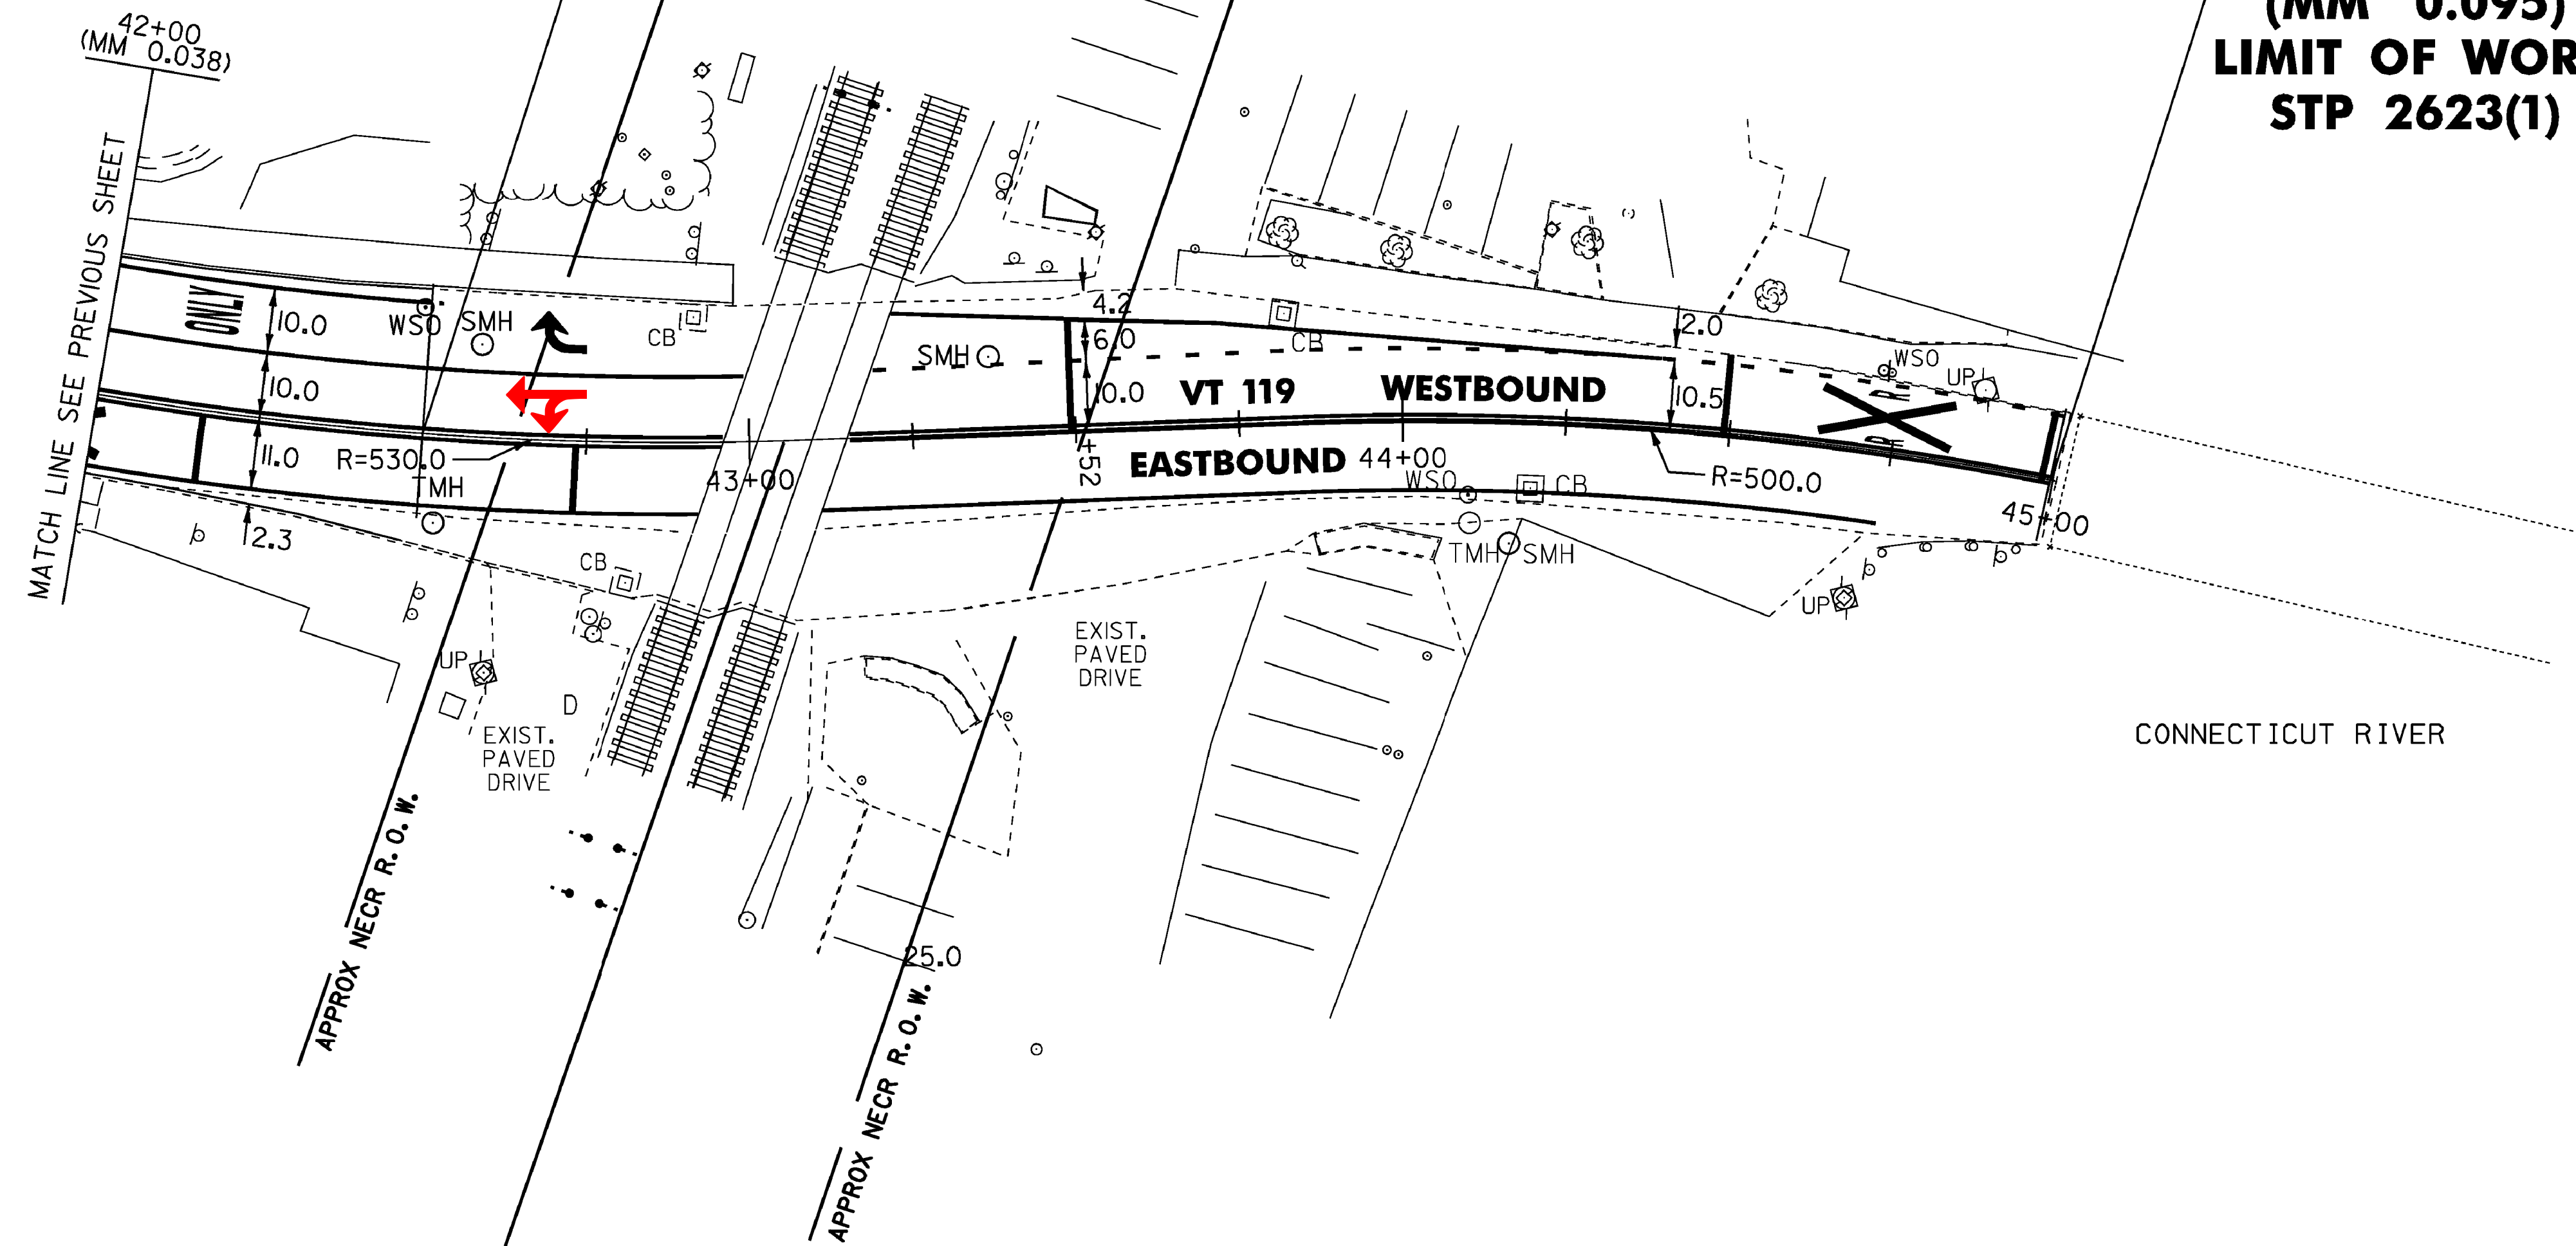 42+00
(MM 0.038)
(MM 0.095)
LIMIT OF WOR
STP 2623(1)
MATCH LINE SEE PREVIOUS SHEET
ONLY
10.0
WSO
SMH
CB
SMH
4.2
6.0
CB
2.0
WSO
UP
10.0
10.0
VT 119
WESTBOUND
10.5
R
R
11.0
R=530.0
TMH
43+00
+52
EASTBOUND
44+00
WSO
CB
R=500.0
45+00
2.3
CB
TMH
SMH
UP
UP
D
EXIST.
PAVED
DRIVE
EXIST.
PAVED
DRIVE
CONNECTICUT RIVER
25.0
APPROX NECR R.O.W.
APPROX NECR R.O.W.